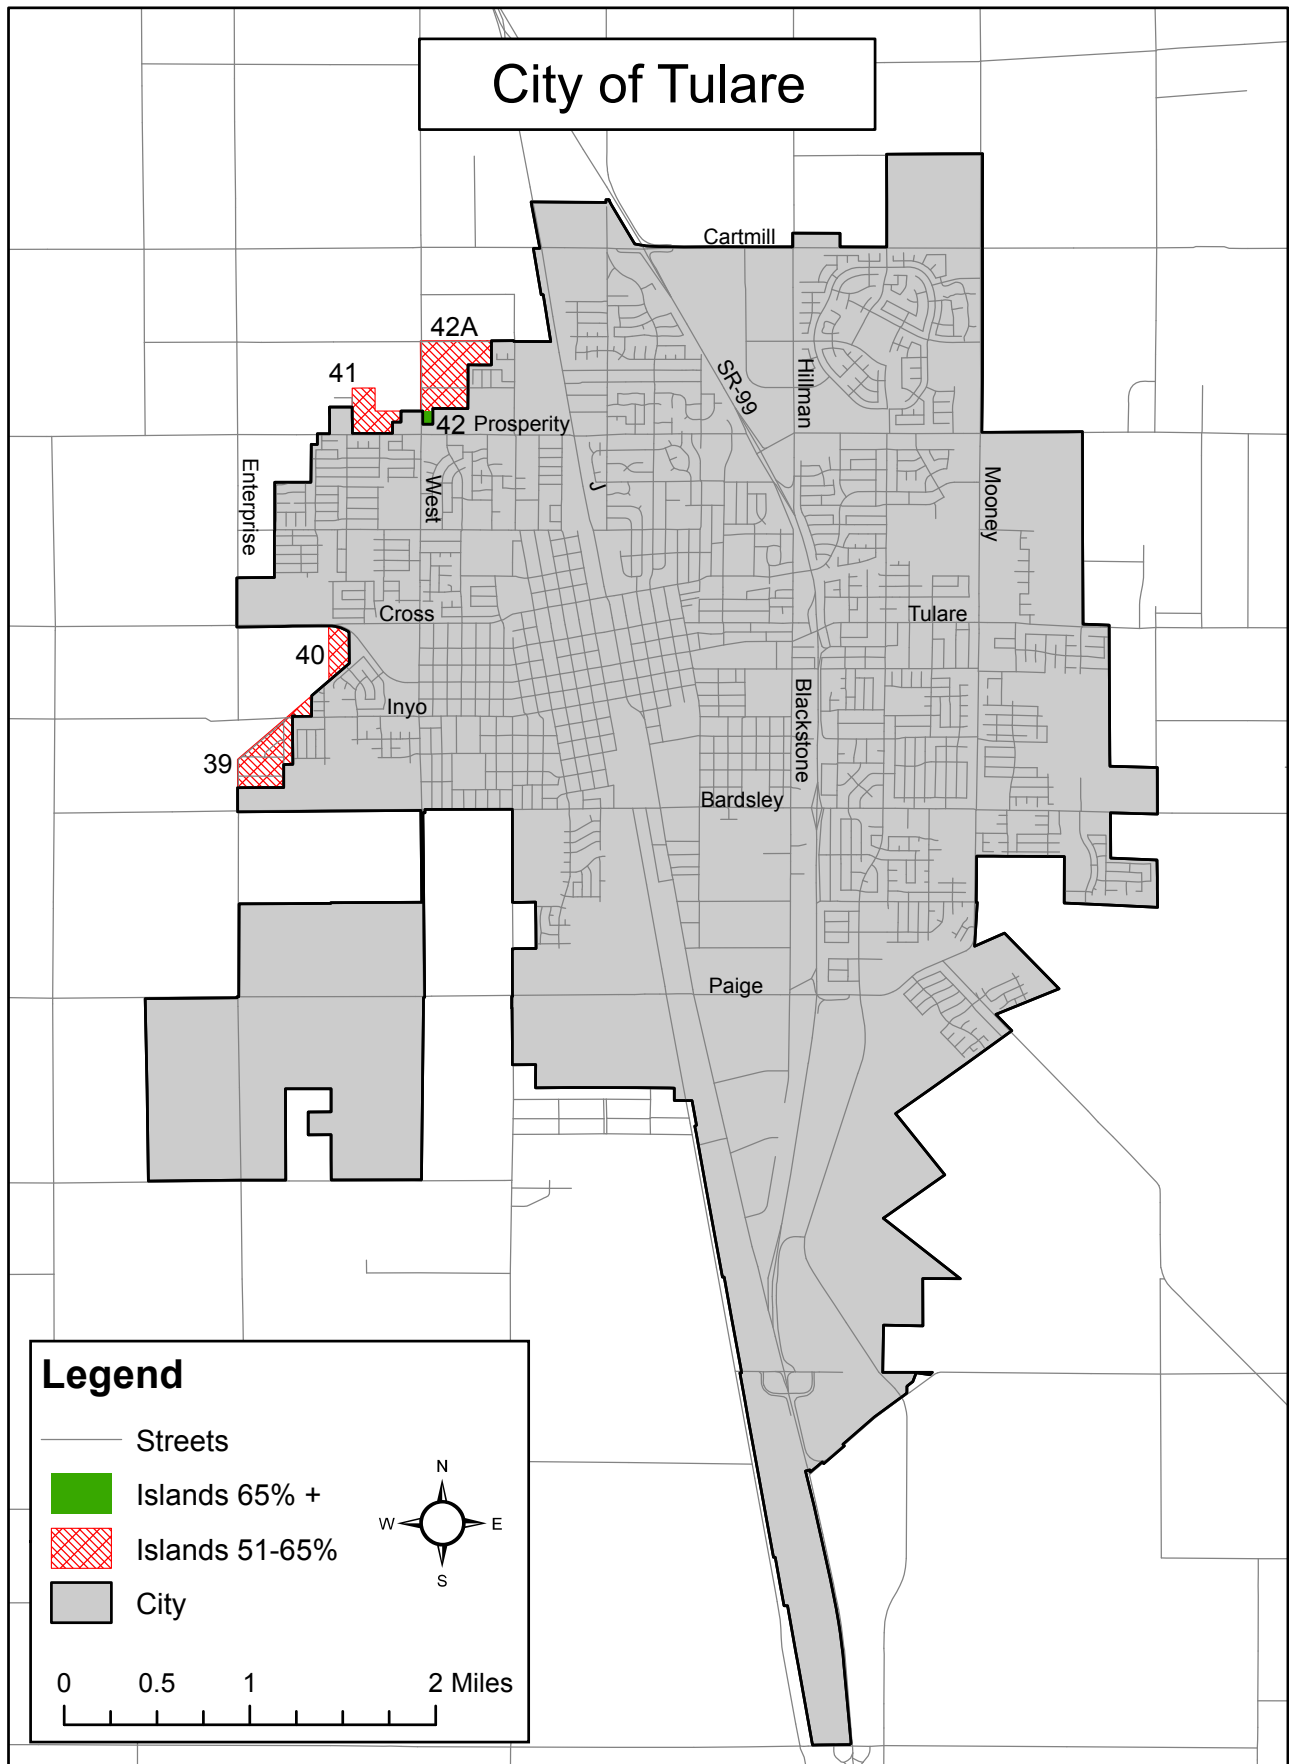 City of Tulare
Cartmill
42A
41
SR-99
Hillman
42 Prosperity
Enterprise
West
J
Mooney
Cross
Tulare
40
Inyo
Blackstone
39
Bardsley
Paige
Legend
Streets
Islands 65% +
Islands 51-65%
City
N
W
E
S
0 0.5 1 2 Miles